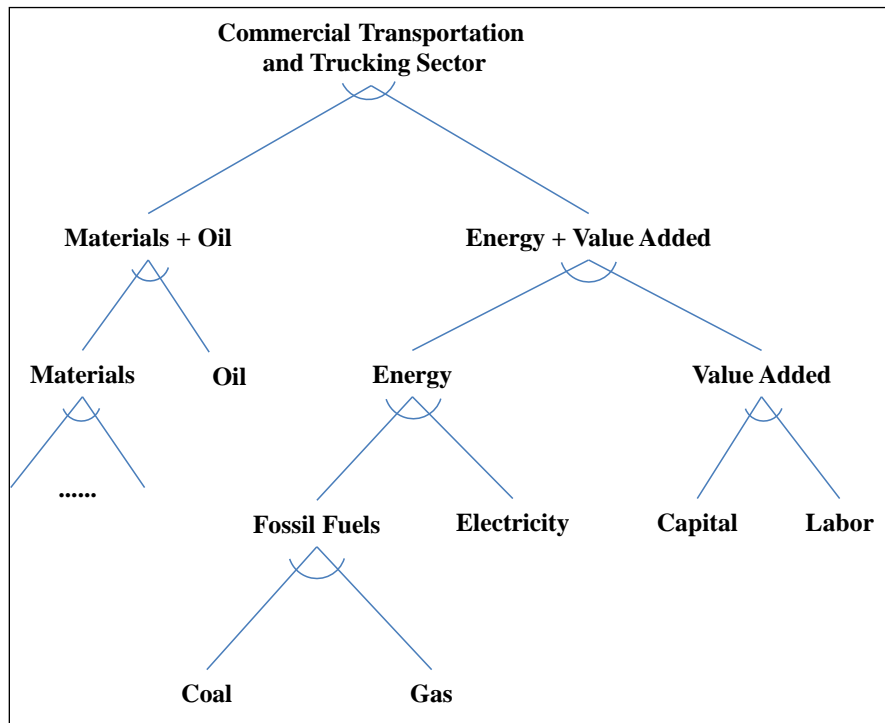 Commercial Transportation
and Trucking Sector
Materials + Oil
Energy + Value Added
Materials
Oil
Energy
Value Added
......
Fossil Fuels
Electricity
Capital
Labor
Coal
Gas